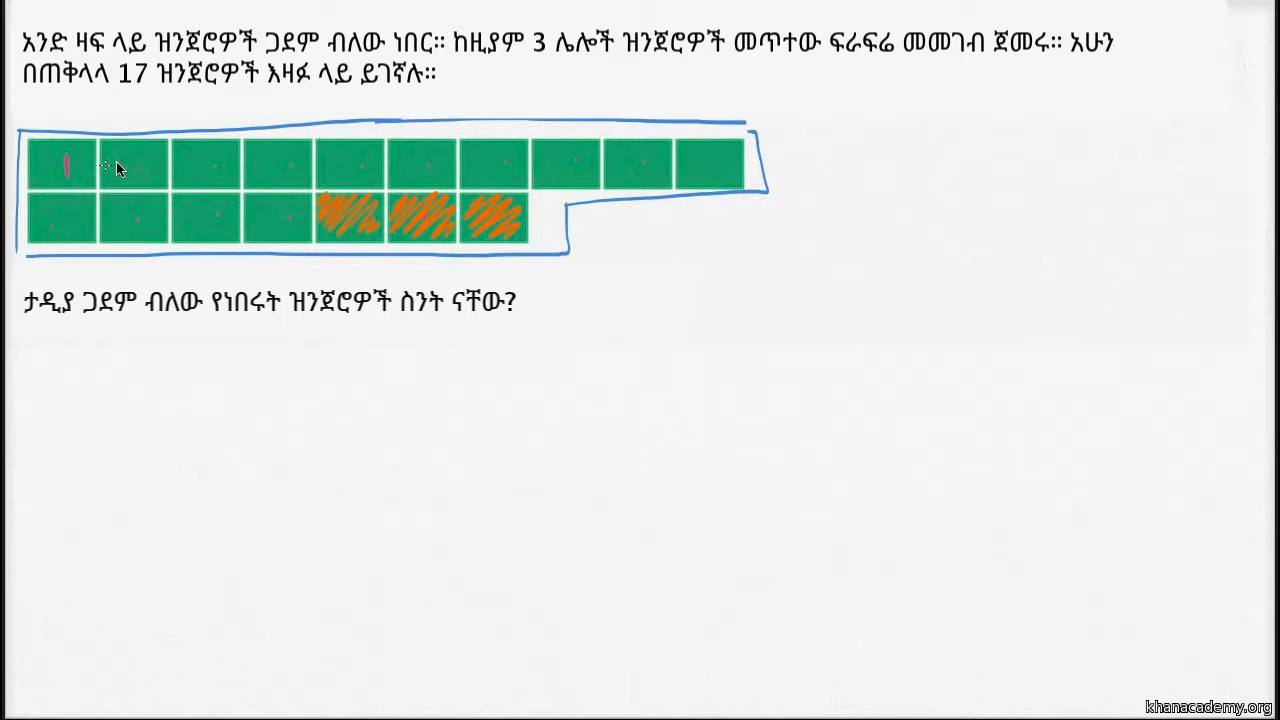 አንድ ዛፍ ላይ ዝንጀሮዎች ጋደም ብለው ነበር። ከዚያም 3 ሌሎች ዝንጀሮዎች መጥተው ፍራፍሬ መመገብ ጀመሩ። አሁን
በጠቅላላ 17 ዝንጀሮዎች እዛፉ ላይ ይገኛሉ።
1
ታዲያ ጋደም ብለው የነበሩት ዝንጀሮዎች ስንት ናቸው?
khanacademy.org